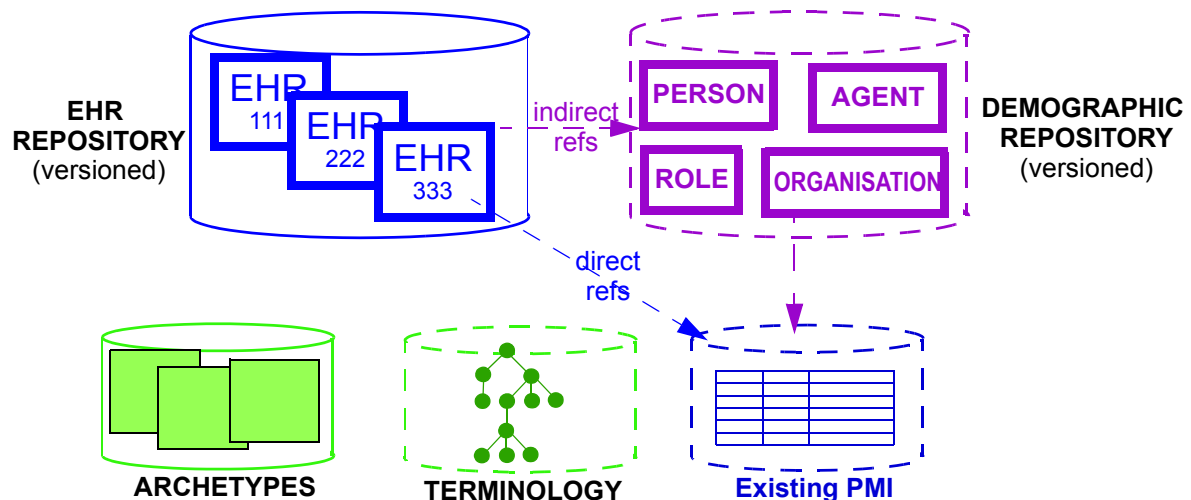 EHR
REPOSITORY
(versioned)
EHR
111
EHR
222
EHR
333
indirect
refs
PERSON
AGENT
ROLE
ORGANISATION
DEMOGRAPHIC
REPOSITORY
(versioned)
direct
refs
ARCHETYPES
TERMINOLOGY
Existing PMI